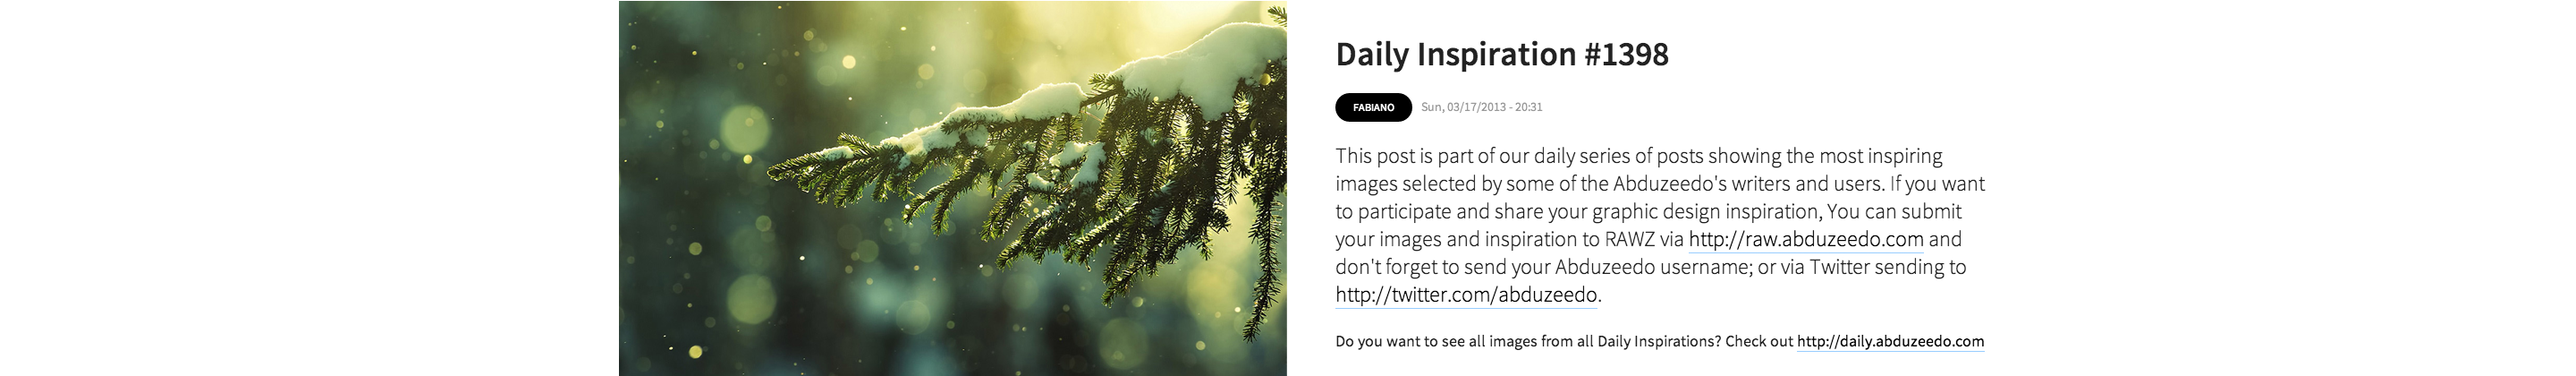 Daily Inspiration #1398
FABIANO Sun, 03/17/2013 - 20:31
This post is part of our daily series of posts showing the most inspiring
images selected by some of the Abduzeedo's writers and users. If you want
to participate and share your graphic design inspiration, You can submit
your images and inspiration to RAWZ via http://raw.abduzeedo.com and
don't forget to send your Abduzeedo username; or via Twitter sending to
http://twitter.com/abduzeedo.
Do you want to see all images from all Daily Inspirations? Check out http://daily.abduzeedo.com